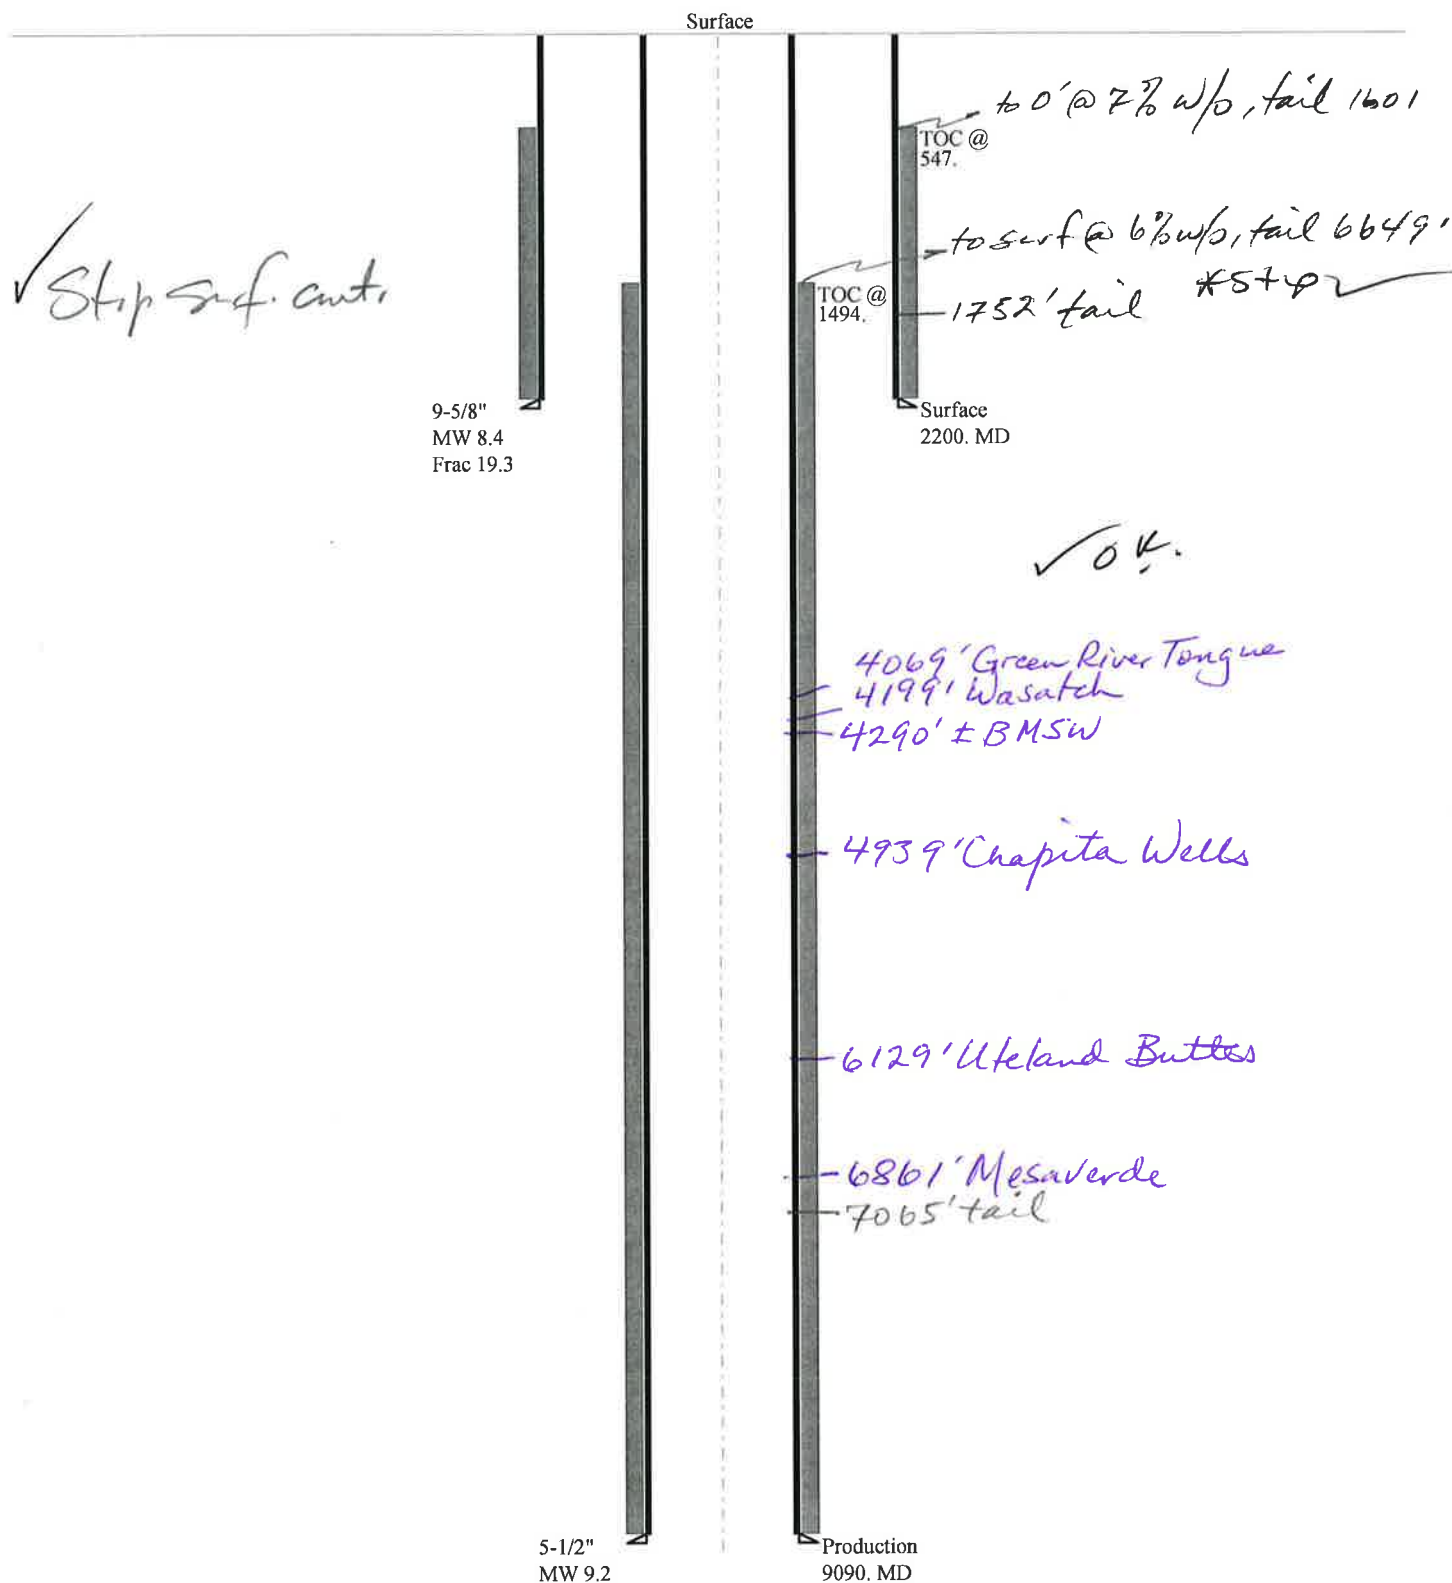 Surface
to 0' @ 7% w/o, tail 1601
TOC @
547.
to surf @ 6% w/o, tail 6649'
*Stip
✓ Stip surf. cmt.
TOC @
1494.
1752' tail
9-5/8"
MW 8.4
Frac 19.3
Surface
2200. MD
✓ OK.
4069' Green River Tongue
4199' Wasatch
4290' ± BMSW
4939' Chapita Wells
6129' Uteland Buttes
6861' Mesaverde
7065' tail
5-1/2"
MW 9.2
Production
9090. MD